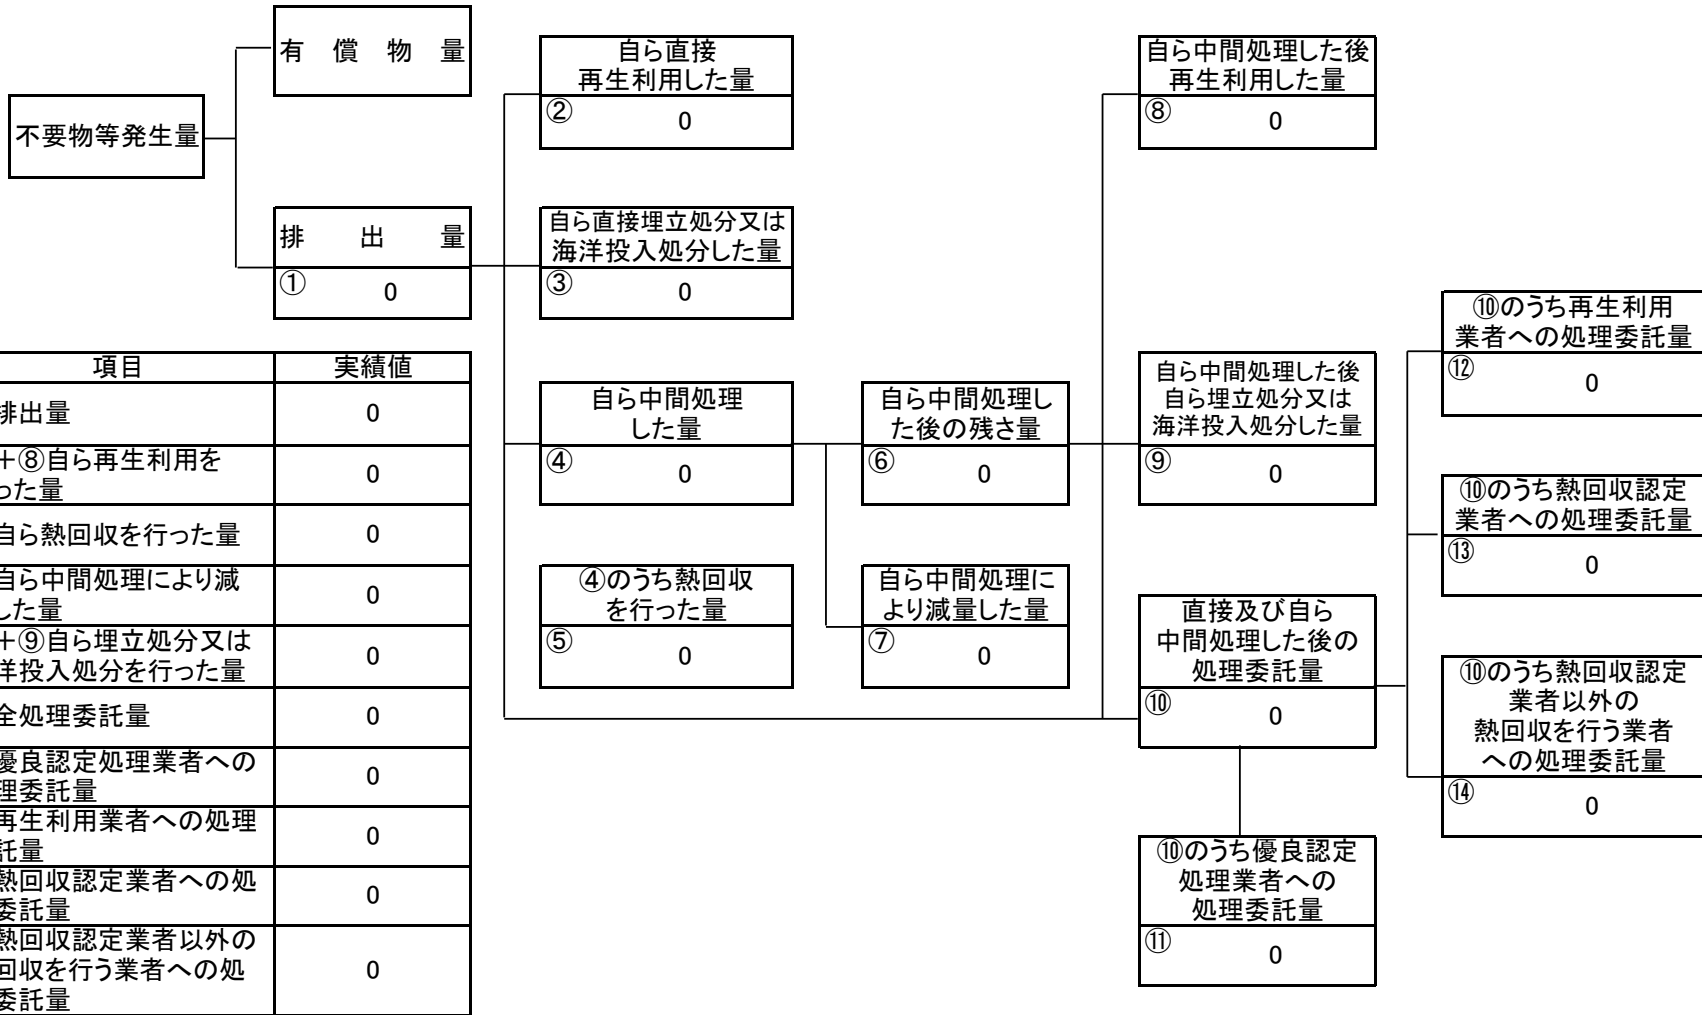 有償物量
不要物等発生量
排出量
①
0
自ら直接
再生利用した量
②
0
自ら直接埋立処分又は
海洋投入処分した量
③
0
自ら中間処理
した量
④
0
④のうち熱回収
を行った量
⑤
0
自ら中間処理し
た後の残さ量
⑥
0
自ら中間処理に
より減量した量
⑦
0
自ら中間処理した後
再生利用した量
⑧
0
自ら中間処理した後
自ら埋立処分又は
海洋投入処分した量
⑨
0
直接及び自ら
中間処理した後の
処理委託量
⑩
0
⑩のうち優良認定
処理業者への
処理委託量
⑪
0
⑩のうち再生利用
業者への処理委託量
⑫
0
⑩のうち熱回収認定
業者への処理委託量
⑬
0
⑩のうち熱回収認定
業者以外の
熱回収を行う業者
への処理委託量
⑭
0
項目 実績値
排出量 0
+⑧自ら再生利用を
った量 0
自ら熱回収を行った量 0
自ら中間処理により減
した量 0
+⑨自ら埋立処分又は
洋投入処分を行った量 0
全処理委託量 0
優良認定処理業者への
理委託量 0
再生利用業者への処理
託量 0
熱回収認定業者への処
委託量 0
熱回収認定業者以外の
回収を行う業者への処
委託量 0